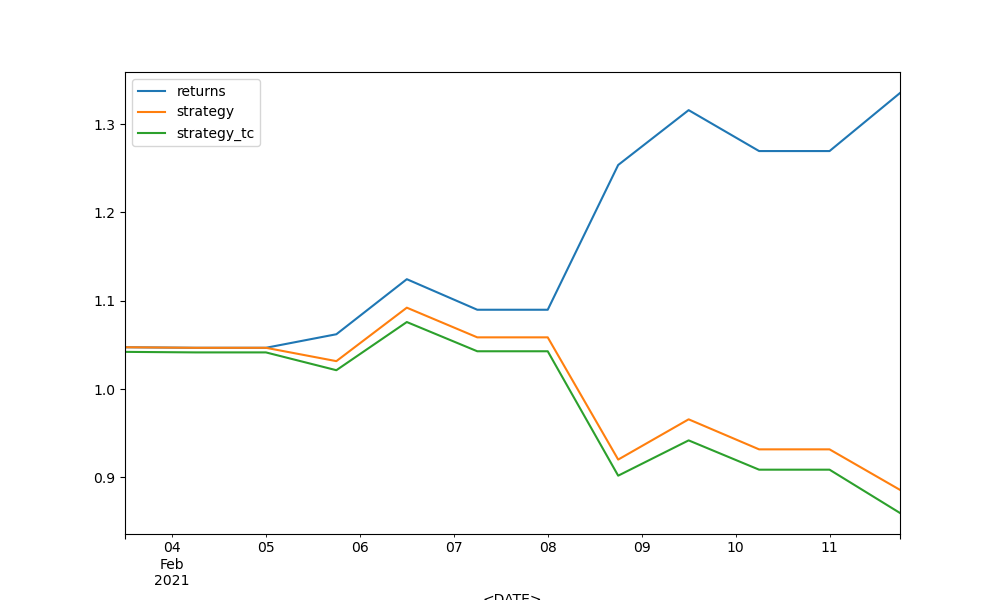 returns
strategy
strategy_tc
1.3
1.2
1.1
1.0
0.9
04 05 06 07 08 09 10 11
Feb
2021
<DATE>